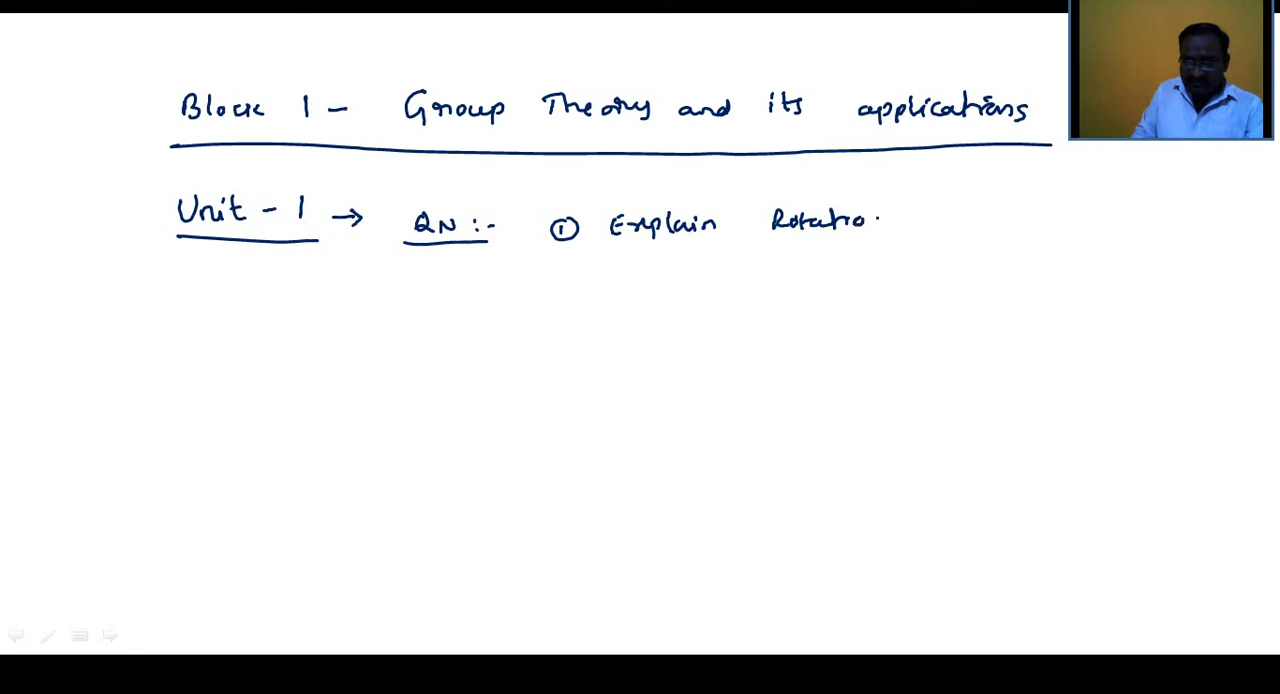 Block 1 - Group Theory and its applications
Unit - 1 → QN :- ① Explain Rotatio